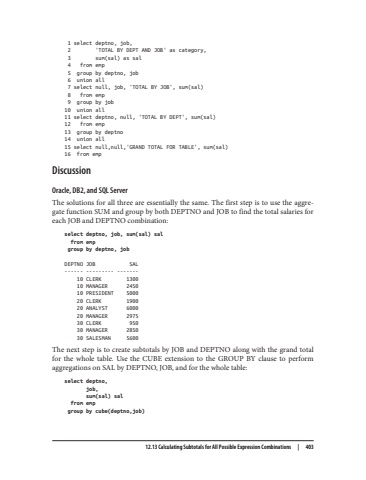 1 select deptno, job,
2 'TOTAL BY DEPT AND JOB' as category,
3 sum(sal) as sal
4 from emp
5 group by deptno, job
6 union all
7 select null, job, 'TOTAL BY JOB', sum(sal)
8 from emp
9 group by job
10 union all
11 select deptno, null, 'TOTAL BY DEPT', sum(sal)
12 from emp
13 group by deptno
14 union all
15 select null,null,'GRAND TOTAL FOR TABLE', sum(sal)
16 from emp
Discussion
Oracle, DB2, and SQL Server
The solutions for all three are essentially the same. The first step is to use the aggre-
gate function SUM and group by both DEPTNO and JOB to find the total salaries for
each JOB and DEPTNO combination:
select deptno, job, sum(sal) sal
from emp
group by deptno, job
DEPTNO JOB SAL
------ --------- -------
10 CLERK 1300
10 MANAGER 2450
10 PRESIDENT 5000
20 CLERK 1900
20 ANALYST 6000
20 MANAGER 2975
30 CLERK 950
30 MANAGER 2850
30 SALESMAN 5600
The next step is to create subtotals by JOB and DEPTNO along with the grand total
for the whole table. Use the CUBE extension to the GROUP BY clause to perform
aggregations on SAL by DEPTNO, JOB, and for the whole table:
select deptno,
job,
sum(sal) sal
from emp
group by cube(deptno,job)
12.13 Calculating Subtotals for All Possible Expression Combinations | 403